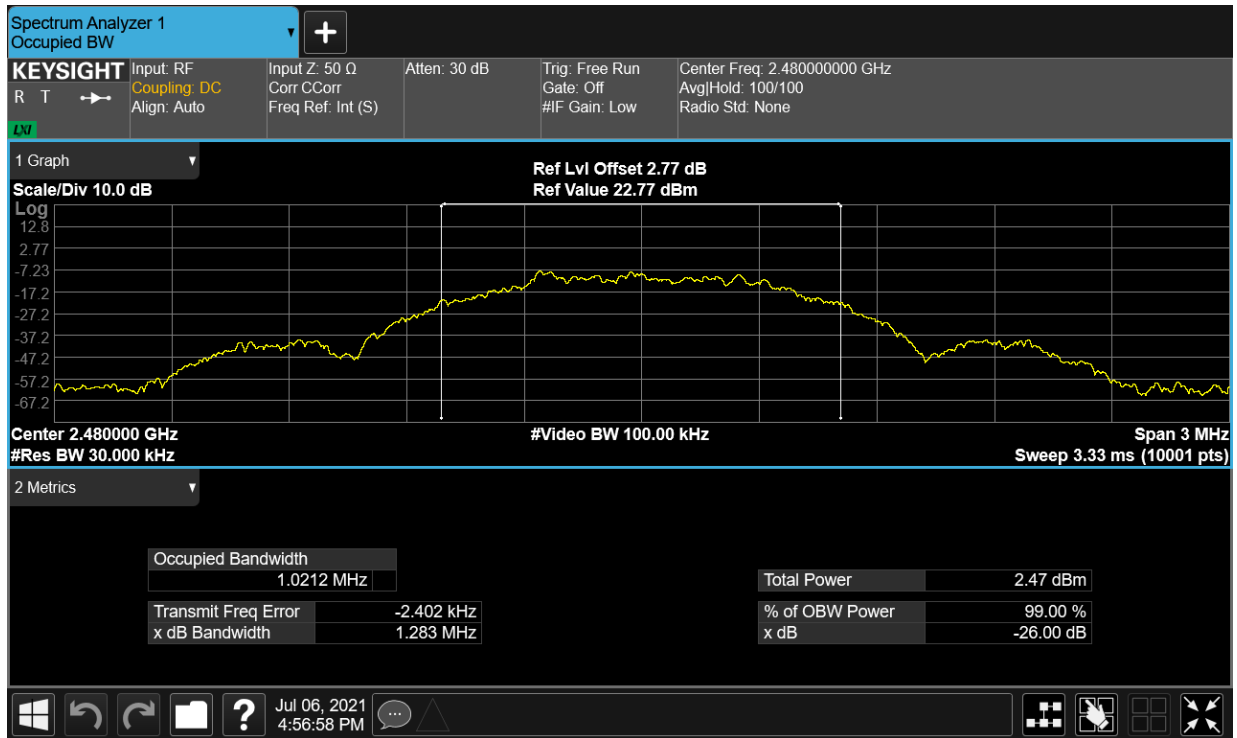 Spectrum Analyzer 1
Occupied BW
+
KEYSIGHT
R T
LXI
Input: RF
Coupling: DC
Align: Auto
Input Z: 50 Ω
Corr CCorr
Freq Ref: Int (S)
Atten: 30 dB
Trig: Free Run
Gate: Off
#IF Gain: Low
Center Freq: 2.480000000 GHz
Avg|Hold: 100/100
Radio Std: None
1 Graph
Scale/Div 10.0 dB
Ref Lvl Offset 2.77 dB
Ref Value 22.77 dBm
Log
12.8
2.77
-7.23
-17.2
-27.2
-37.2
-47.2
-57.2
-67.2
Center 2.480000 GHz
#Video BW 100.00 kHz
Span 3 MHz
#Res BW 30.000 kHz
Sweep 3.33 ms (10001 pts)
2 Metrics
Occupied Bandwidth
1.0212 MHz
Transmit Freq Error -2.402 kHz
x dB Bandwidth 1.283 MHz
Total Power 2.47 dBm
% of OBW Power 99.00 %
x dB -26.00 dB
?
Jul 06, 2021
4:56:58 PM